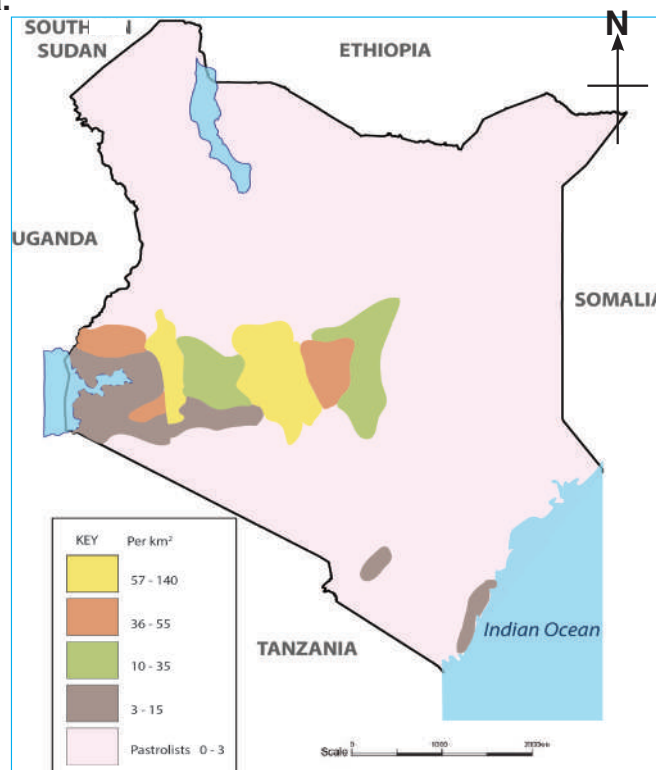 SOUTH
SUDAN
ETHIOPIA
N
UGANDA
SOMALIA
KEY Per km²
57 - 140
36 - 55
10 - 35
3 - 15
Pastrolists 0 - 3
TANZANIA
Indian Ocean
Scale 0 1000